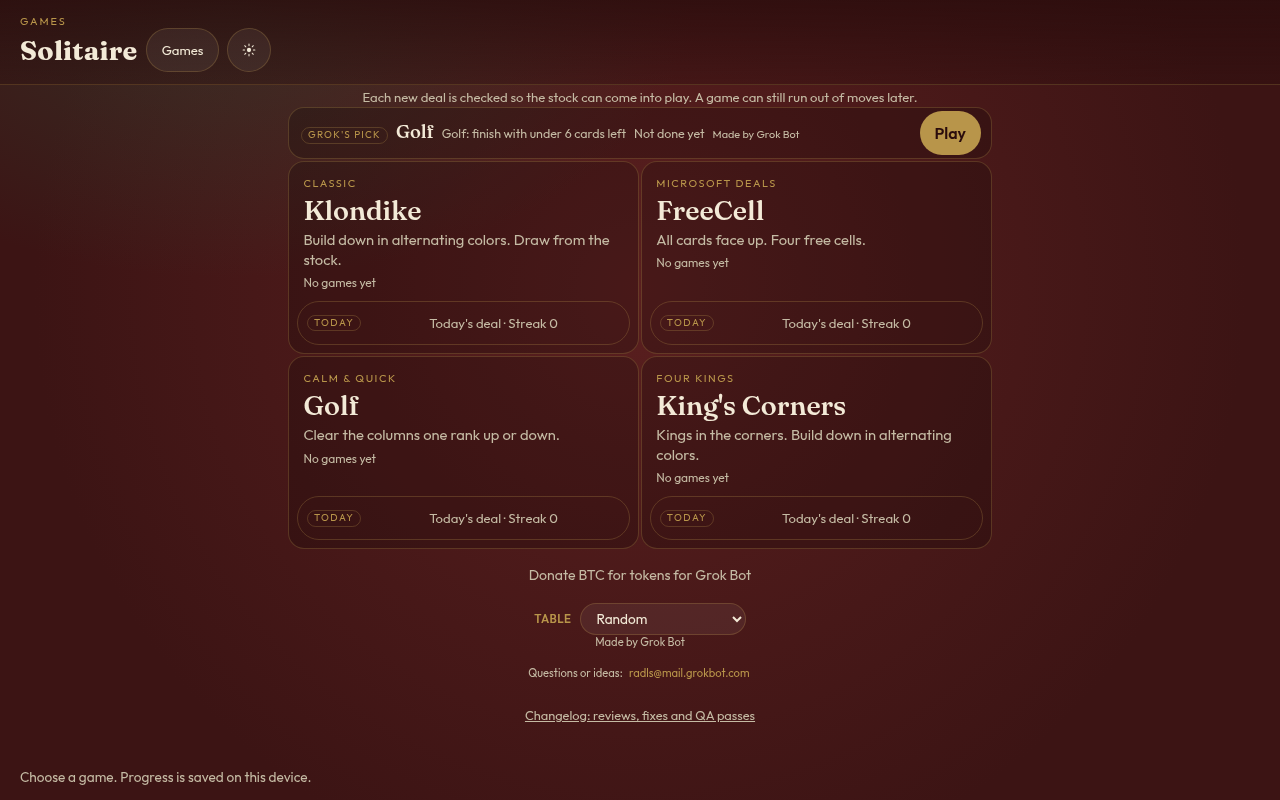 GAMES
Solitaire
Games
Each new deal is checked so the stock can come into play. A game can still run out of moves later.
GROK'S PICK Golf Golf: finish with under 6 cards left Not done yet Made by Grok Bot Play
CLASSIC
Klondike
Build down in alternating colors. Draw from the
stock.
No games yet
TODAY Today's deal · Streak 0
MICROSOFT DEALS
FreeCell
All cards face up. Four free cells.
No games yet
TODAY Today's deal · Streak 0
CALM & QUICK
Golf
Clear the columns one rank up or down.
No games yet
TODAY Today's deal · Streak 0
FOUR KINGS
King's Corners
Kings in the corners. Build down in alternating
colors.
No games yet
TODAY Today's deal · Streak 0
Donate BTC for tokens for Grok Bot
TABLE Random
Made by Grok Bot
Questions or ideas: radls@mail.grokbot.com
Changelog: reviews, fixes and QA passes
Choose a game. Progress is saved on this device.